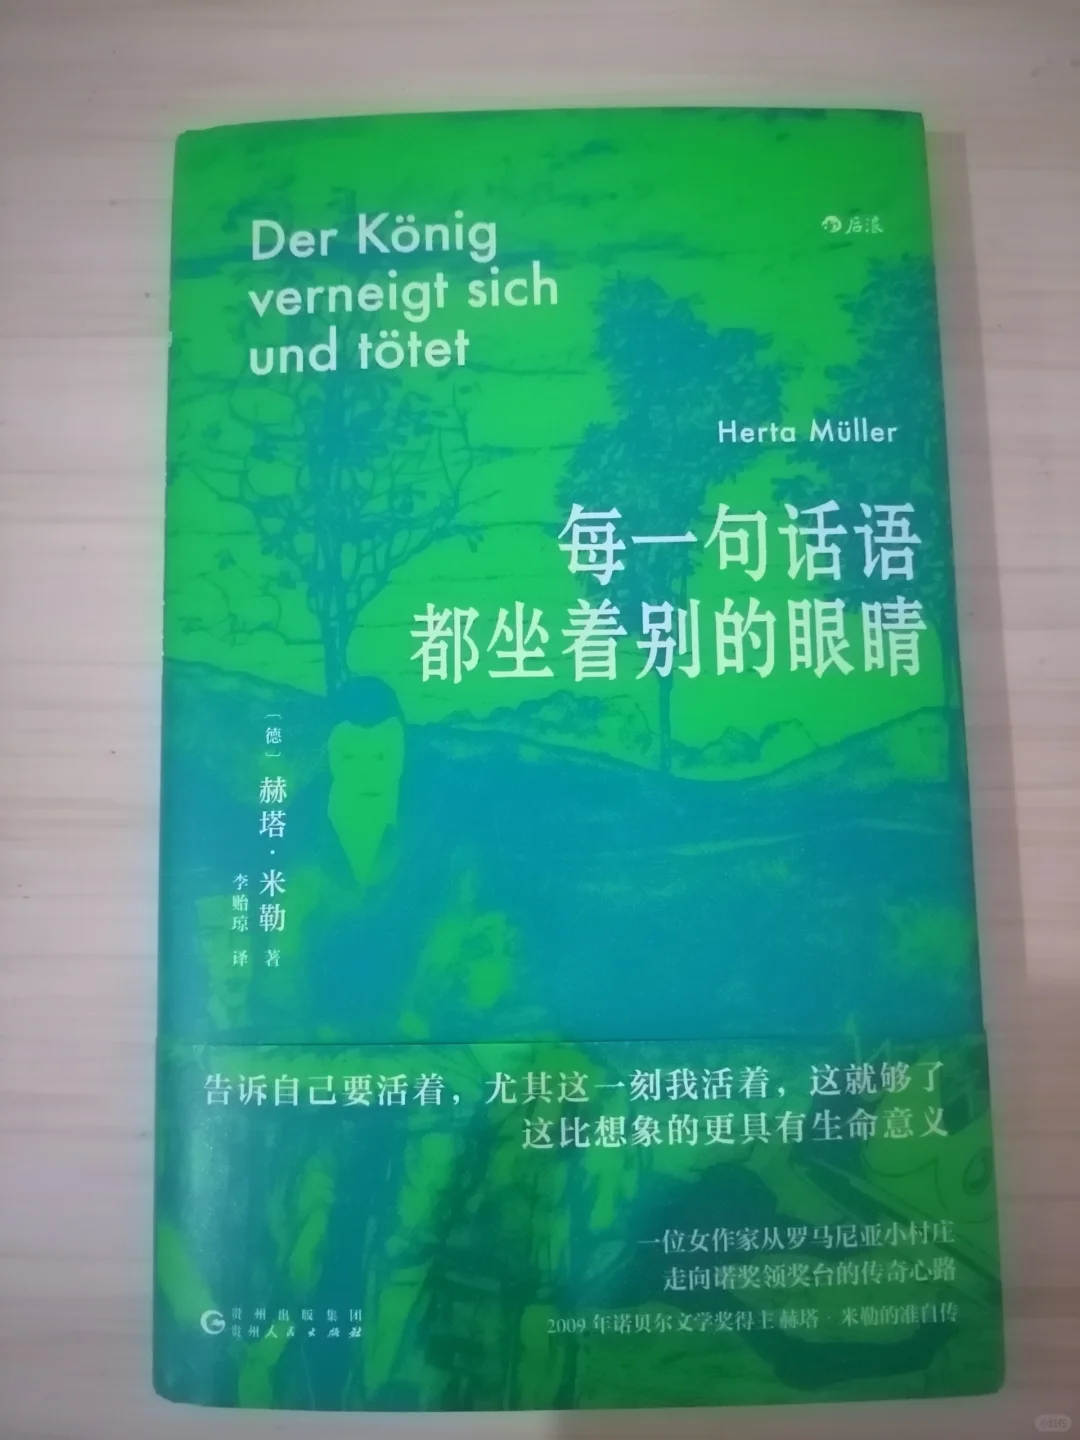 Der König
verneigt sich
und tötet
后浪
Herta Müller
每一句话语
都坐着别的眼睛
〔德〕赫塔·米勒 著
李贻琼 译
告诉自己要活着，尤其这一刻我活着，这就够了
这比想象的更具有生命意义
一位女作家从罗马尼亚小村庄
走向诺奖领奖台的传奇心路
2009年诺贝尔文学奖得主赫塔·米勒的准自传
贵州出版集团
贵州人民出版社